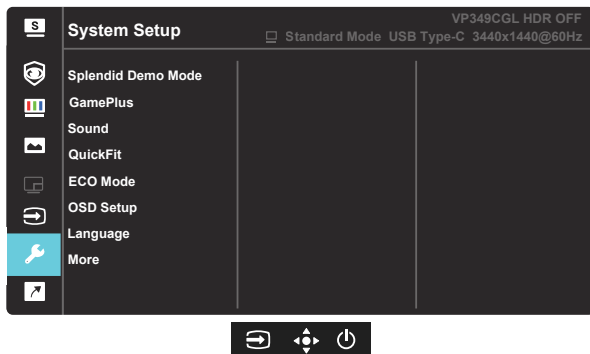 S
System Setup
VP349CGL HDR OFF
Standard Mode USB Type-C 3440x1440@60Hz
Splendid Demo Mode
GamePlus
Sound
QuickFit
ECO Mode
OSD Setup
Language
More